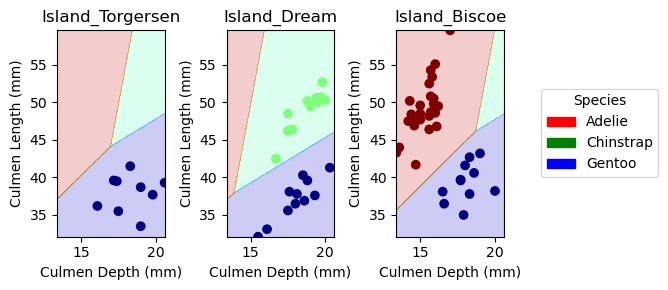 Island_Torgersen
Island_Dream
Island_Biscoe
Culmen Length (mm)
55
50
45
40
35
15
20
Culmen Depth (mm)
Culmen Length (mm)
55
50
45
40
35
15
20
Culmen Depth (mm)
Culmen Length (mm)
55
50
45
40
35
15
20
Culmen Depth (mm)
Species
Adelie
Chinstrap
Gentoo